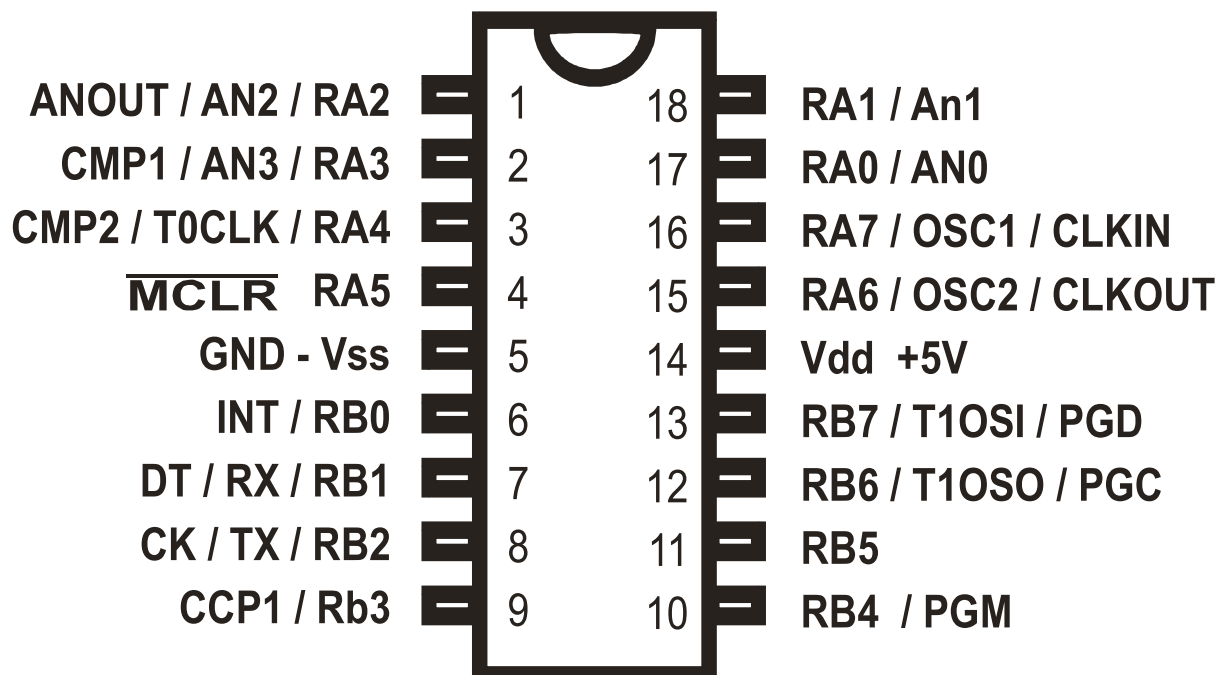 ANOUT / AN2 / RA2 1 18 RA1 / An1
CMP1 / AN3 / RA3 2 17 RA0 / AN0
CMP2 / T0CLK / RA4 3 16 RA7 / OSC1 / CLKIN
MCLR RA5 4 15 RA6 / OSC2 / CLKOUT
GND - Vss 5 14 Vdd +5V
INT / RB0 6 13 RB7 / T1OSI / PGD
DT / RX / RB1 7 12 RB6 / T1OSO / PGC
CK / TX / RB2 8 11 RB5
CCP1 / Rb3 9 10 RB4 / PGM